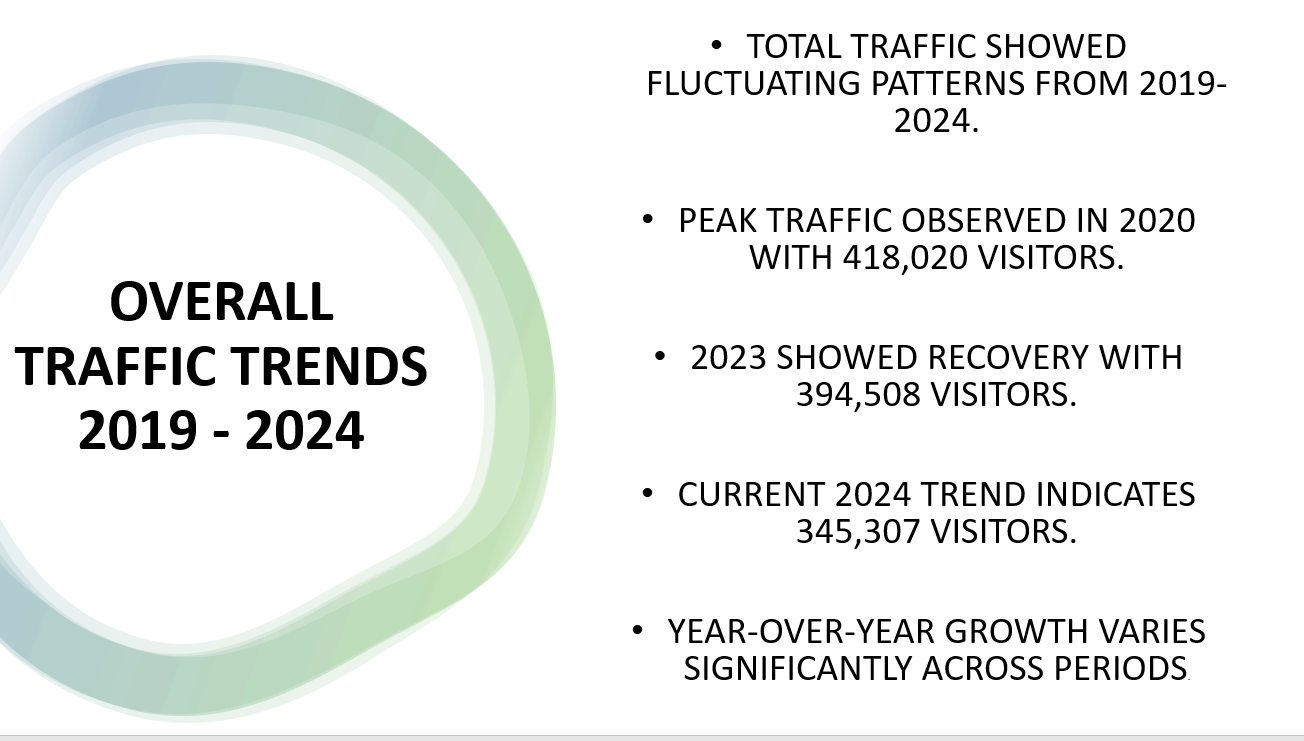 OVERALL
TRAFFIC TRENDS
2019 - 2024
• TOTAL TRAFFIC SHOWED
FLUCTUATING PATTERNS FROM 2019-
2024.
• PEAK TRAFFIC OBSERVED IN 2020
WITH 418,020 VISITORS.
• 2023 SHOWED RECOVERY WITH
394,508 VISITORS.
• CURRENT 2024 TREND INDICATES
345,307 VISITORS.
• YEAR-OVER-YEAR GROWTH VARIES
SIGNIFICANTLY ACROSS PERIODS.